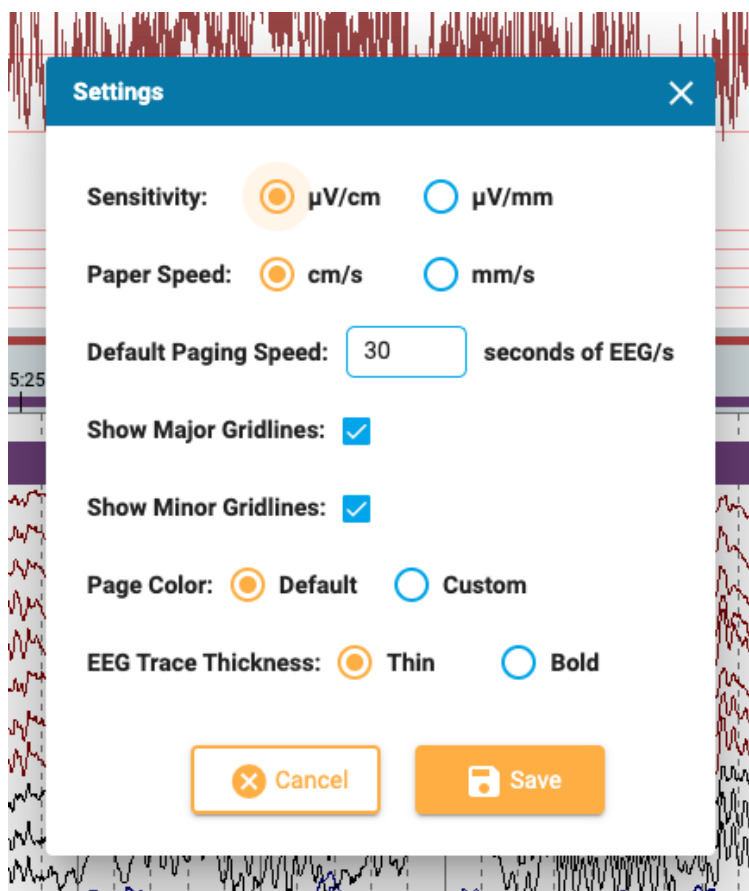 Settings
Sensitivity: µV/cm µV/mm
Paper Speed: cm/s mm/s
Default Paging Speed: 30 seconds of EEG/s
5:25
Show Major Gridlines:
Show Minor Gridlines:
Page Color: Default Custom
EEG Trace Thickness: Thin Bold
Cancel Save